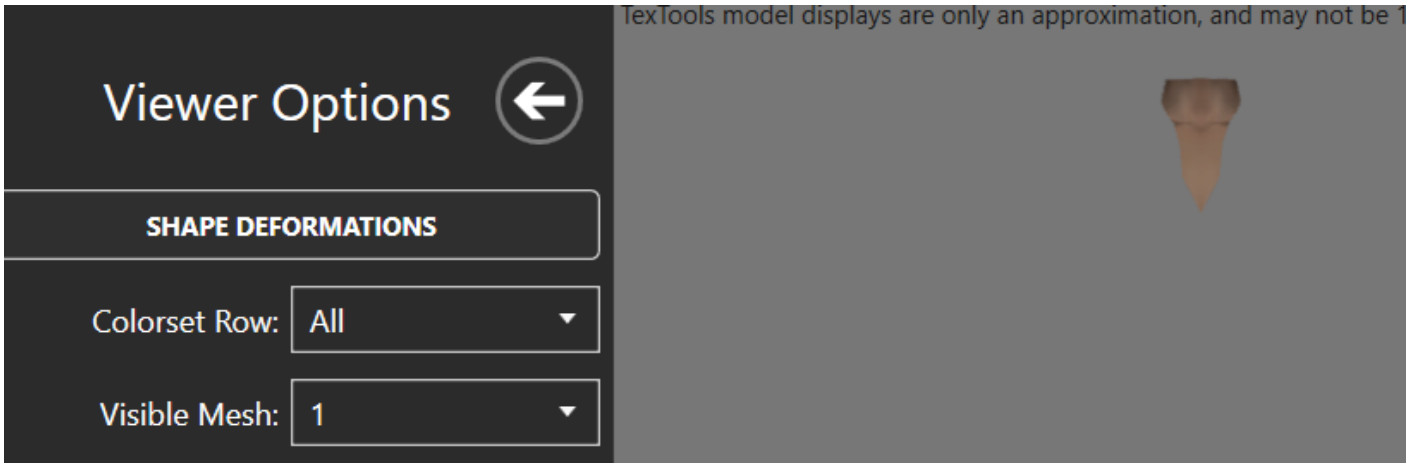 TexTools model displays are only an approximation, and may not be 1
Viewer Options
SHAPE DEFORMATIONS
Colorset Row: All
Visible Mesh: 1